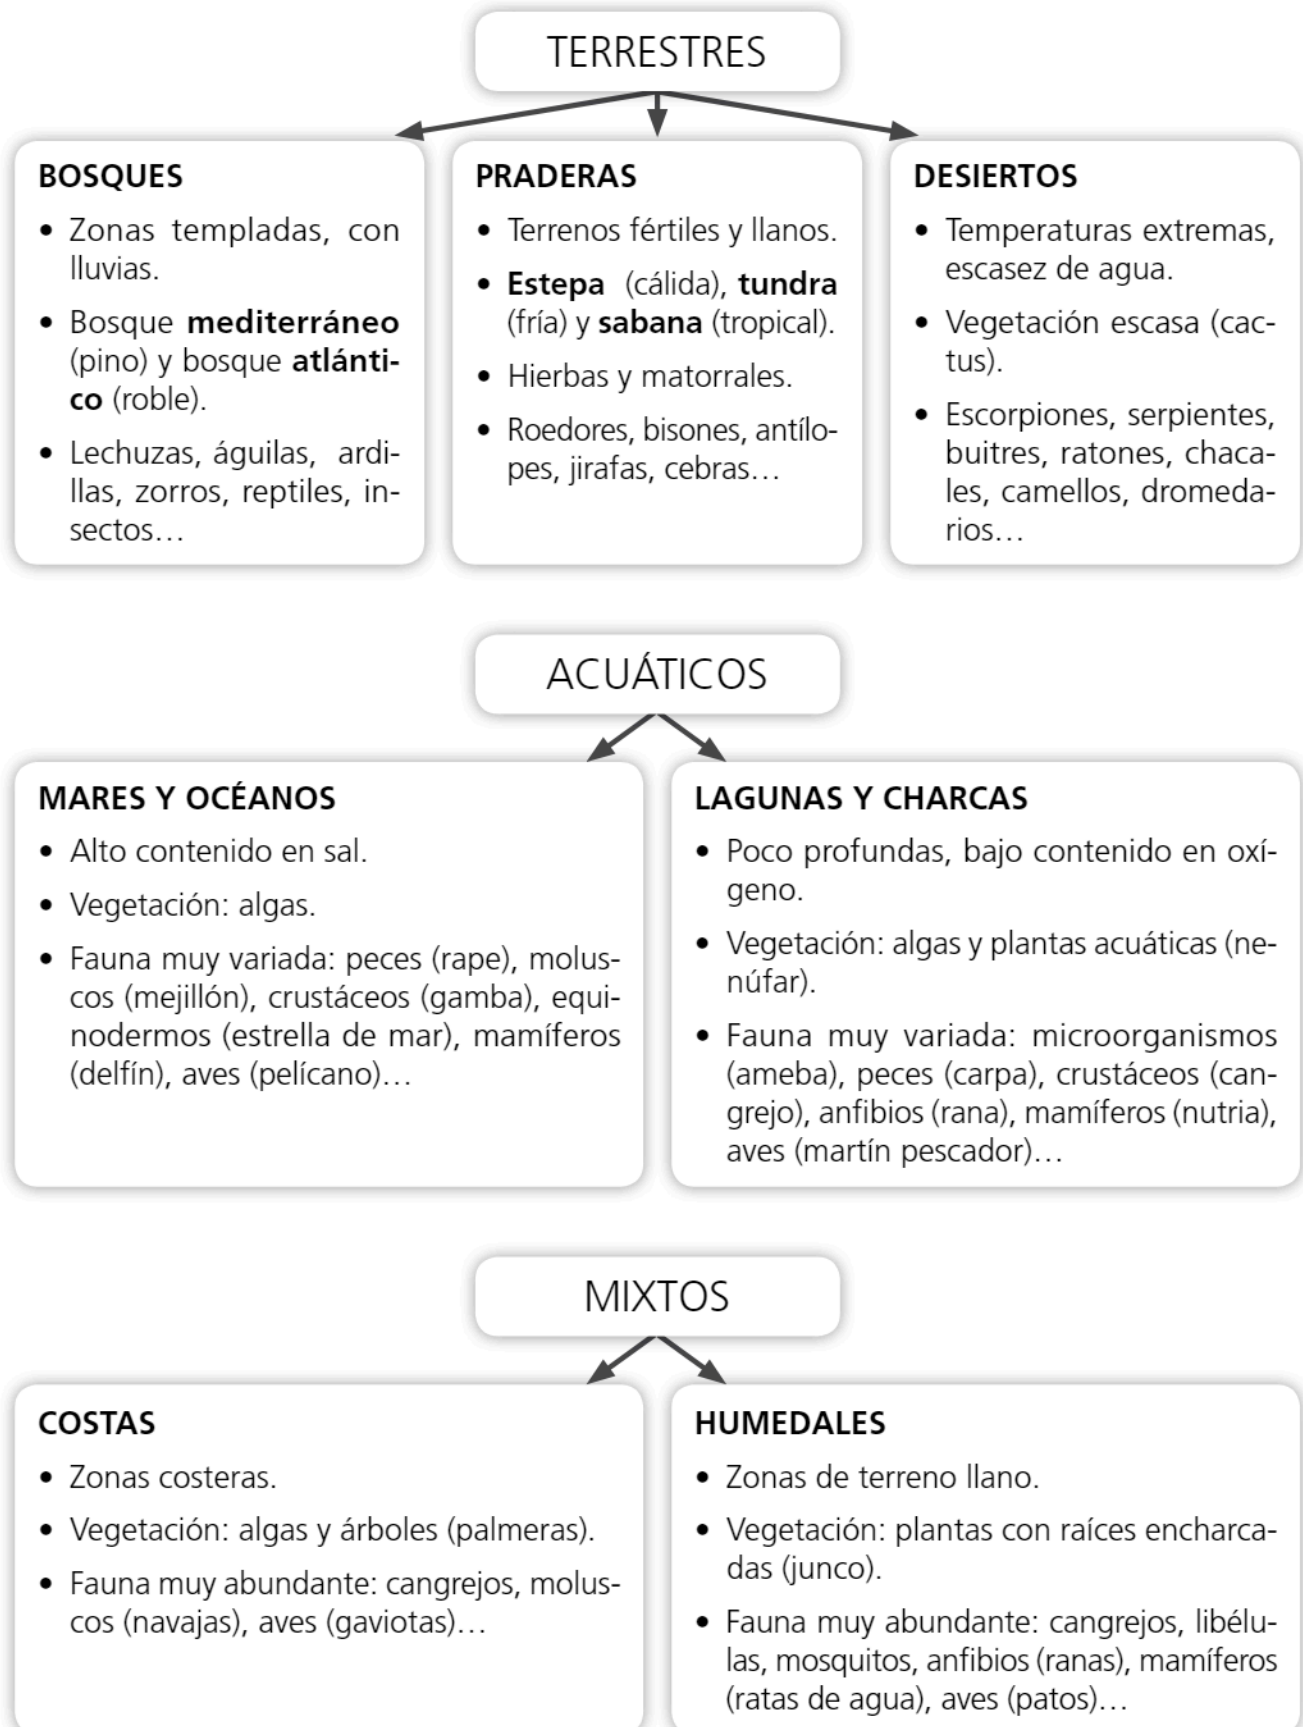 TERRESTRES
BOSQUES
• Zonas templadas, con
lluvias.
• Bosque mediterráneo
(pino) y bosque atlánti-
co (roble).
• Lechuzas, águilas, ardi-
llas, zorros, reptiles, in-
sectos...
PRADERAS
• Terrenos fértiles y llanos.
• Estepa (cálida), tundra
(fría) y sabana (tropical).
• Hierbas y matorrales.
• Roedores, bisones, antílo-
pes, jirafas, cebras...
DESIERTOS
• Temperaturas extremas,
escasez de agua.
• Vegetación escasa (cac-
tus).
• Escorpiones, serpientes,
buitres, ratones, chaca-
les, camellos, dromeda-
rios...
ACUÁTICOS
MARES Y OCÉANOS
• Alto contenido en sal.
• Vegetación: algas.
• Fauna muy variada: peces (rape), molus-
cos (mejillón), crustáceos (gamba), equi-
nodermos (estrella de mar), mamíferos
(delfín), aves (pelícano)...
LAGUNAS Y CHARCAS
• Poco profundas, bajo contenido en oxí-
geno.
• Vegetación: algas y plantas acuáticas (ne-
núfar).
• Fauna muy variada: microorganismos
(ameba), peces (carpa), crustáceos (can-
grejo), anfibios (rana), mamíferos (nutria),
aves (martín pescador)...
MIXTOS
COSTAS
• Zonas costeras.
• Vegetación: algas y árboles (palmeras).
• Fauna muy abundante: cangrejos, molus-
cos (navajas), aves (gaviotas)...
HUMEDALES
• Zonas de terreno llano.
• Vegetación: plantas con raíces encharca-
das (junco).
• Fauna muy abundante: cangrejos, libélu-
las, mosquitos, anfibios (ranas), mamíferos
(ratas de agua), aves (patos)...